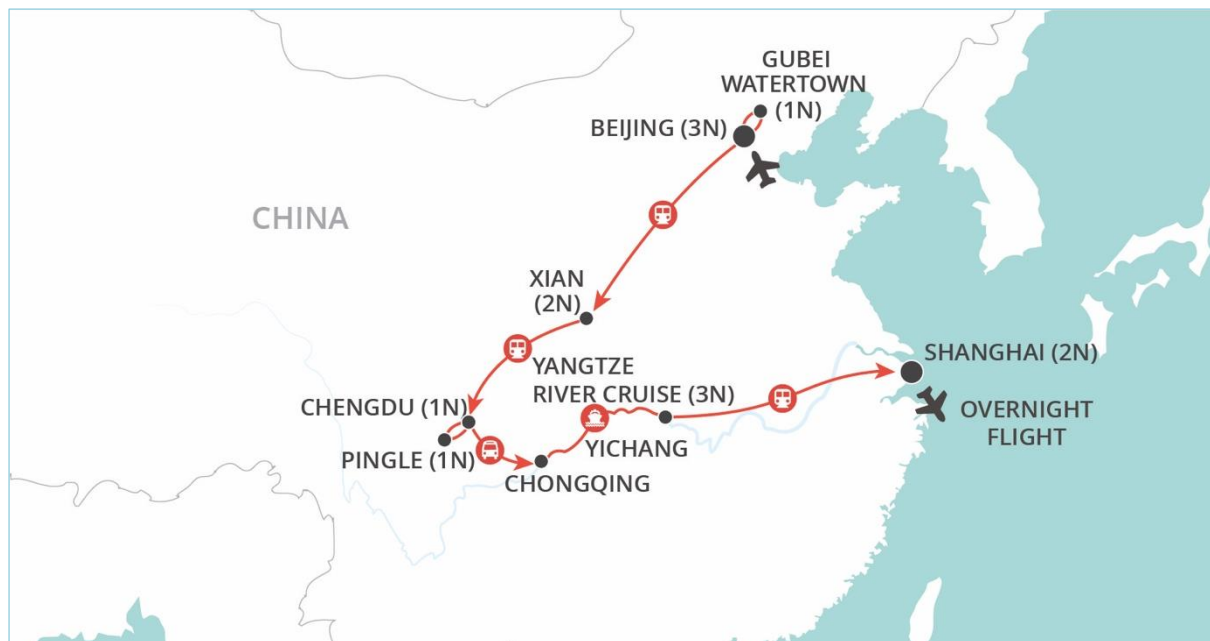 GUBEI
WATERTOWN
(1N)
BEIJING (3N)
CHINA
XIAN
(2N)
YANGTZE
RIVER CRUISE (3N)
SHANGHAI (2N)
CHENGDU (1N)
OVERNIGHT
FLIGHT
YICHANG
PINGLE (1N)
CHONGQING